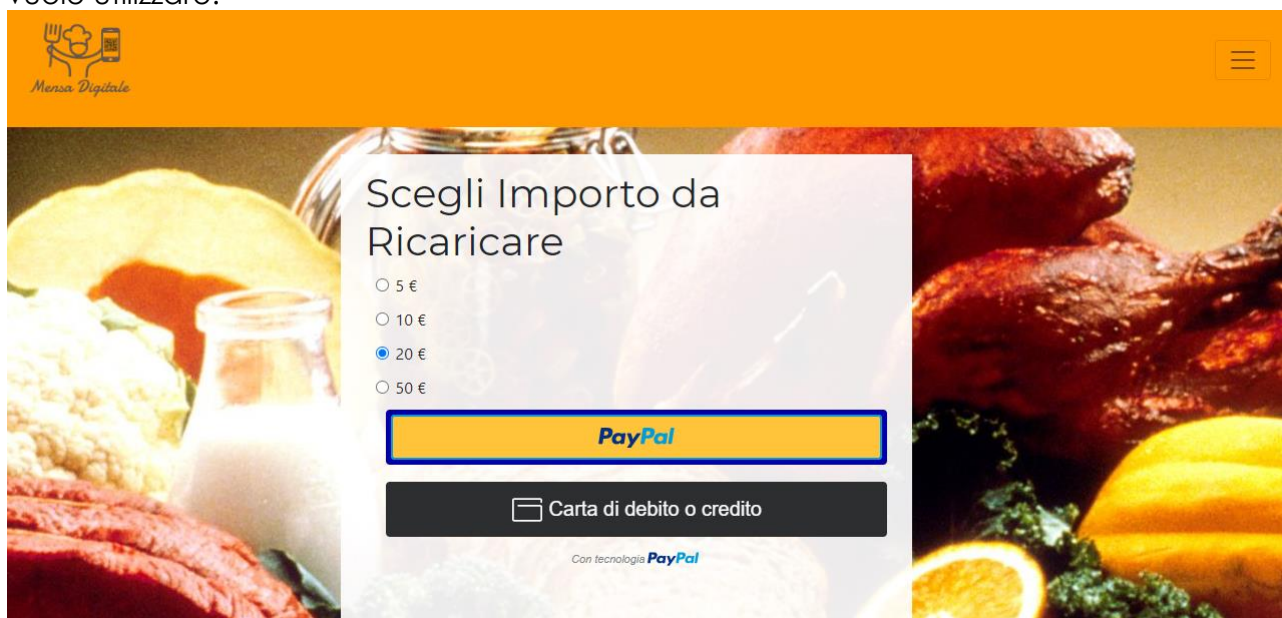 Mensa Digitale
Scegli Importo da
Ricaricare
5 €
10 €
20 €
50 €
PayPal
Carta di debito o credito
Con tecnologia PayPal